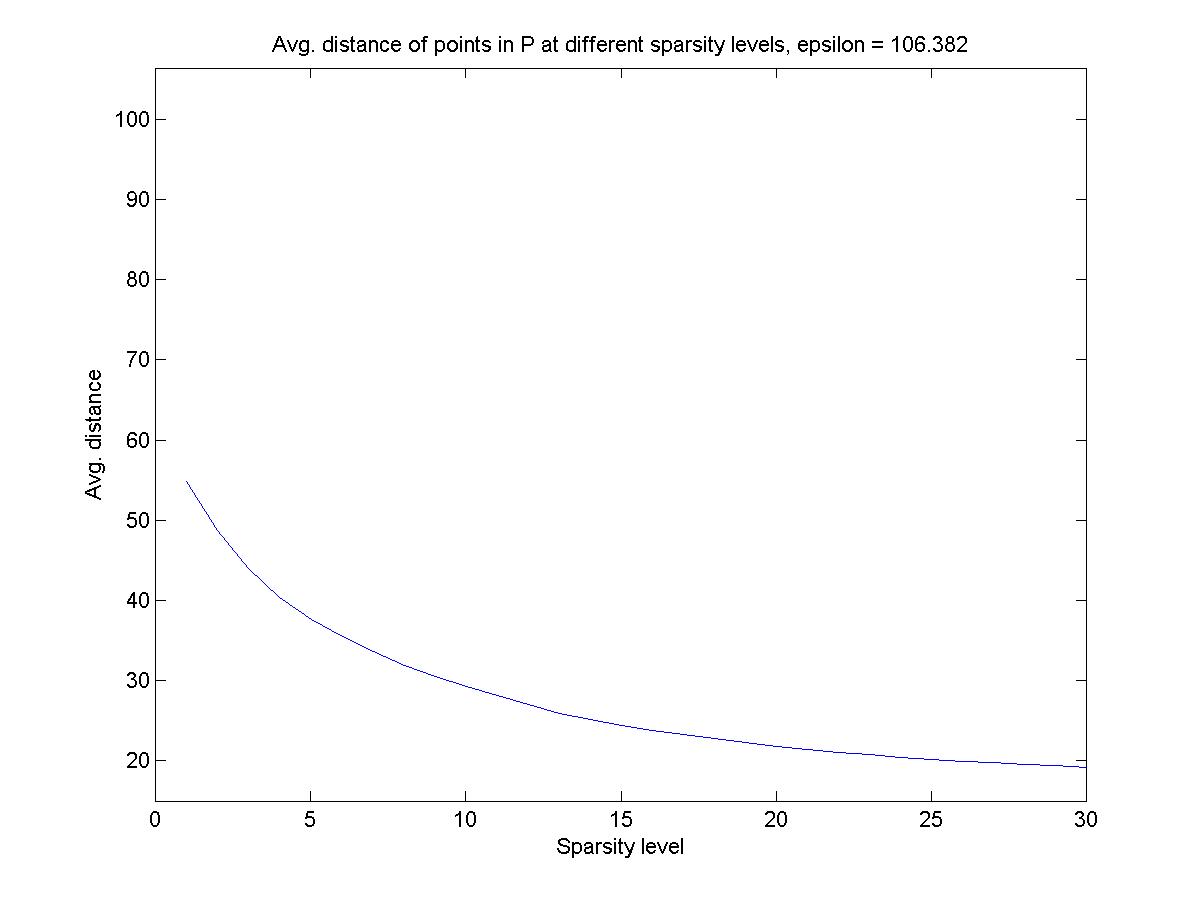 Avg. distance of points in P at different sparsity levels, epsilon = 106.382
100
90
80
70
60
50
40
30
20
Avg. distance
0 5 10 15 20 25 30
Sparsity level